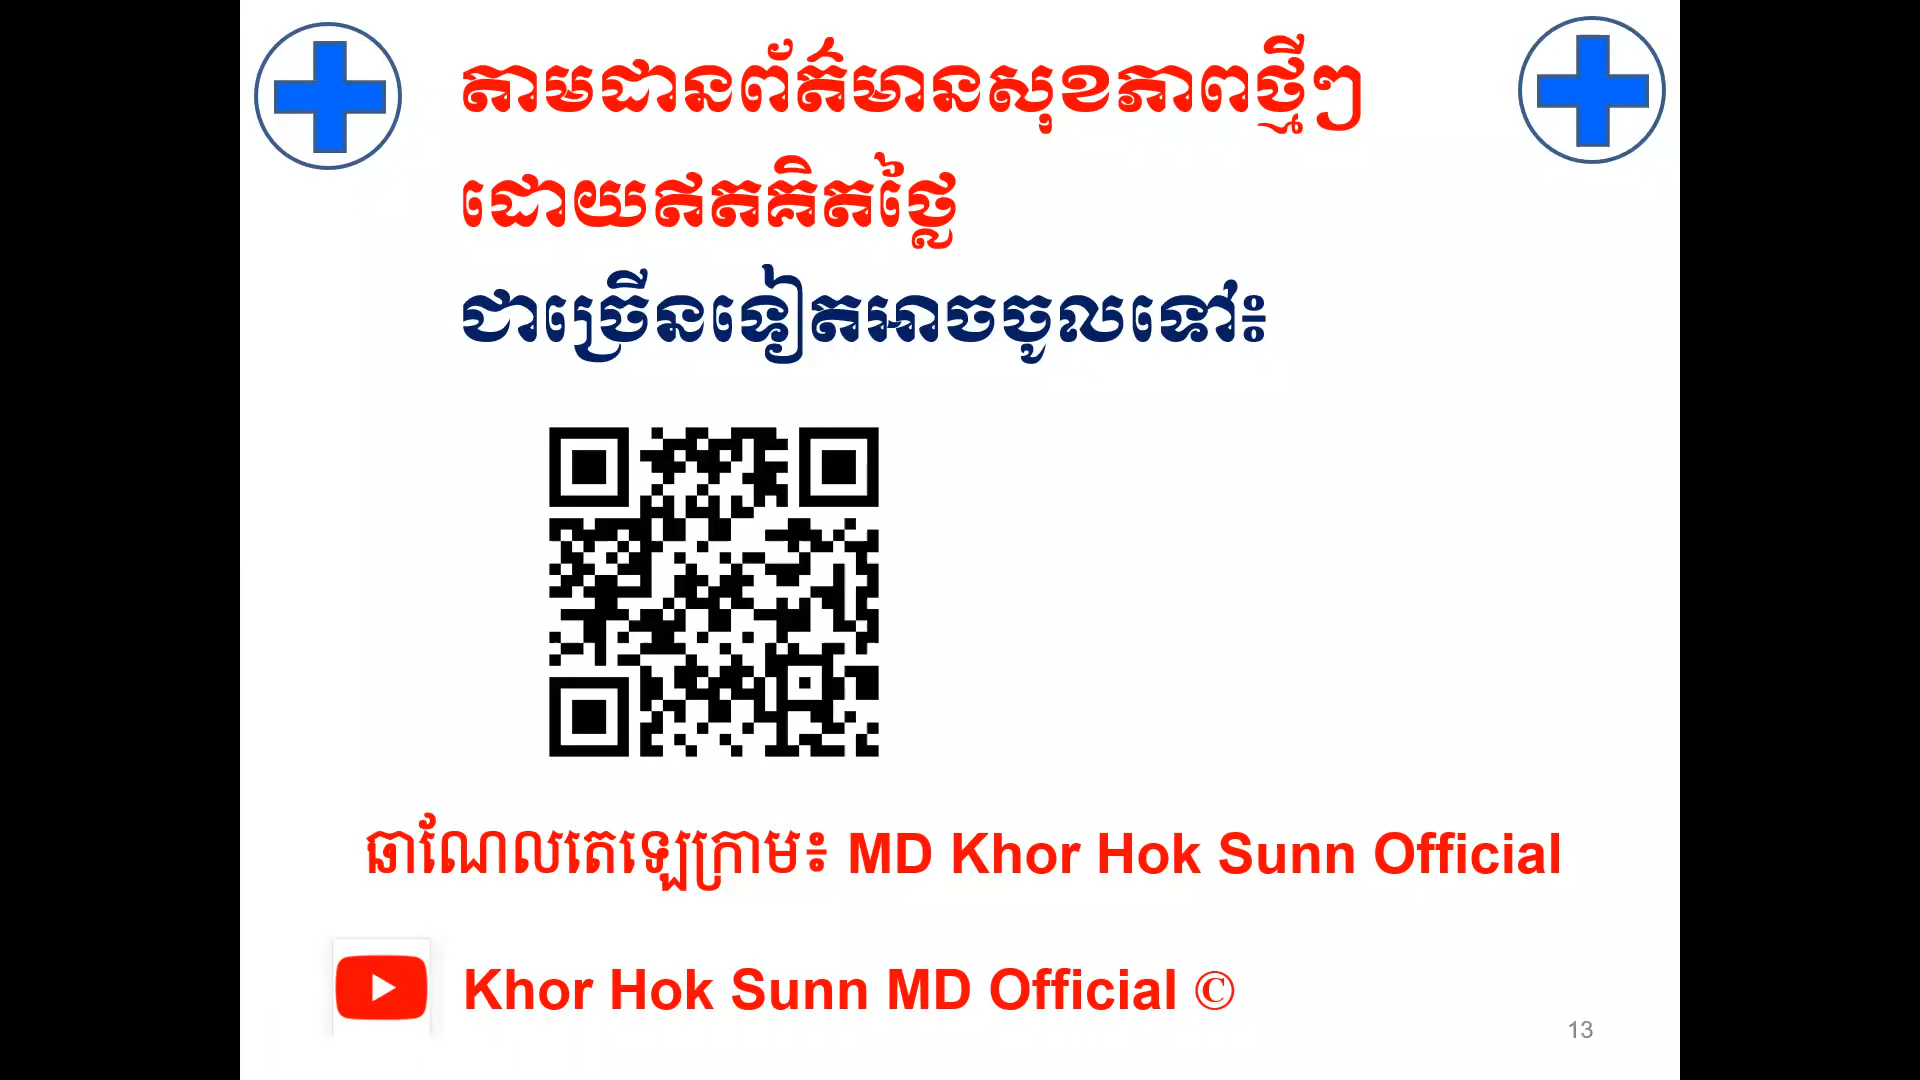 តាមដានព័ត៌មានសុខភាពថ្មីៗ
ដោយឥតគិតថ្លៃ
ជាច្រើនទៀតអាចចូលទៅ៖
ឆាណែលតេឡេក្រាម៖ MD Khor Hok Sunn Official
Khor Hok Sunn MD Official ©
13